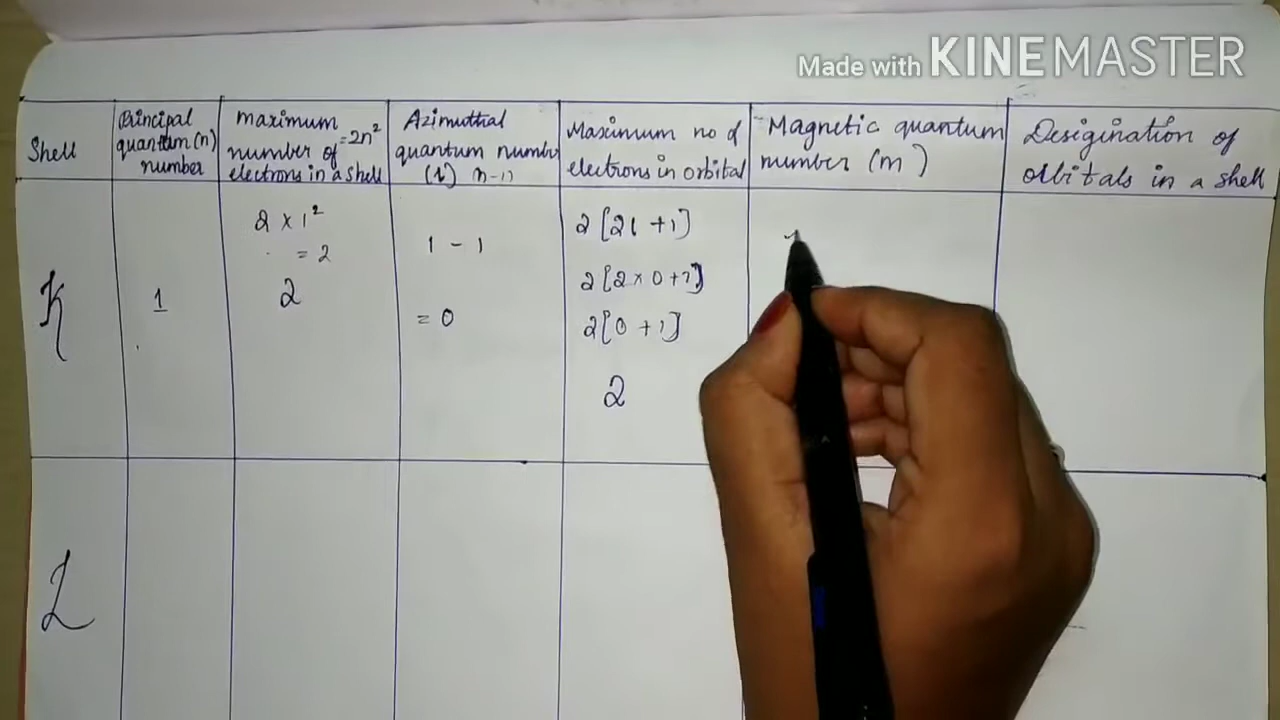 Made with KINEMASTER
Shell
Principal
quantum (n)
number
maximum
number of =2n²
electrons in a shell
Azimuthal
quantum number
(l) n-1
Maximum no of
electrons in orbital
Magnetic quantum
number (m)
Desigination of
orbitals in a shell
K
1
2 × 1²
= 2
2
1 - 1
= 0
2 [2l + 1]
2 [2 × 0 + 1]
2 [0 + 1]
2
L